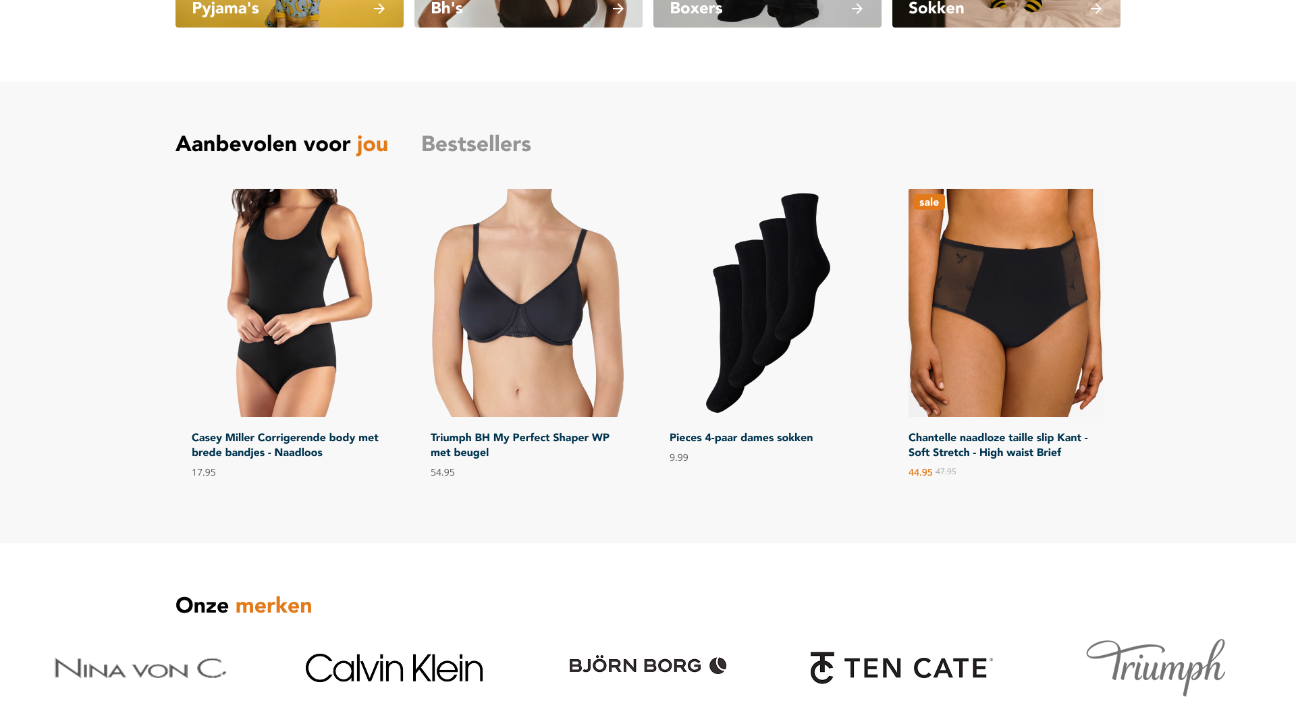 Pyjama's
Bh's
Boxers
Sokken
Aanbevolen voor jou
Bestsellers
sale
Casey Miller Corrigerende body met
brede bandjes - Naadloos
17.95
Triumph BH My Perfect Shaper WP
met beugel
54.95
Pieces 4-paar dames sokken
9.99
Chantelle naadloze taille slip Kant -
Soft Stretch - High waist Brief
44.95 47.95
Onze merken
NINA VON C.
Calvin Klein
BJÖRN BORG
TEN CATE
Triumph